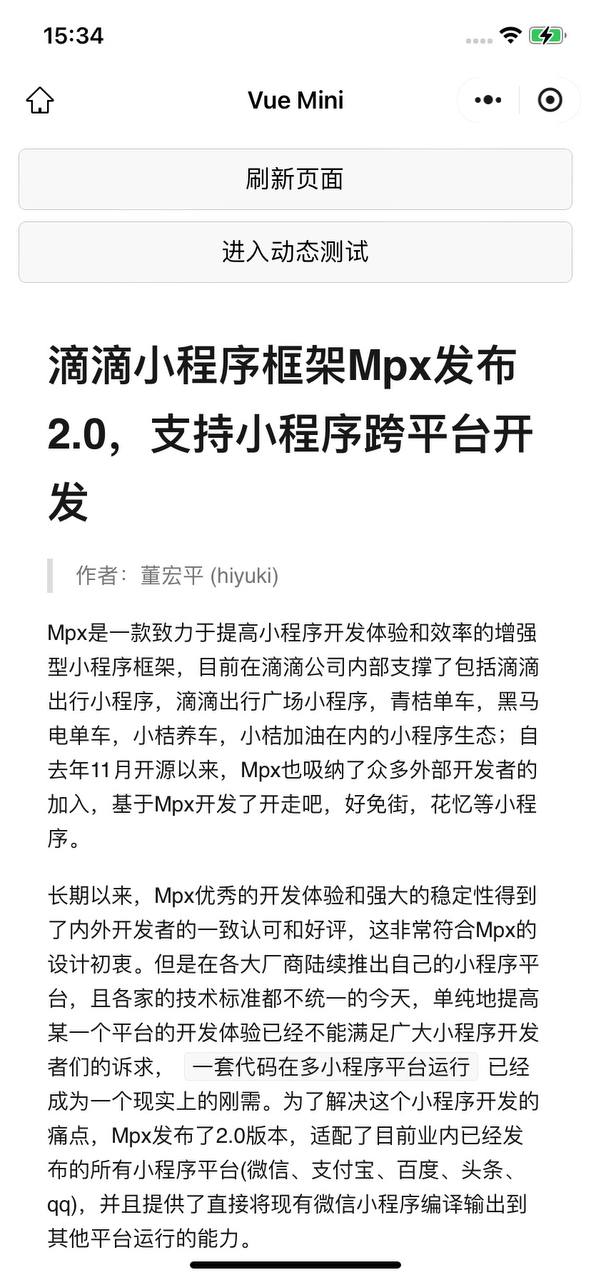 15:34
Vue Mini
刷新页面
进入动态测试
滴滴小程序框架Mpx发布
2.0，支持小程序跨平台开
发
作者：董宏平 (hiyuki)
Mpx是一款致力于提高小程序开发体验和效率的增强
型小程序框架，目前在滴滴公司内部支撑了包括滴滴
出行小程序，滴滴出行广场小程序，青桔单车，黑马
电单车，小桔养车，小桔加油在内的小程序生态；自
去年11月开源以来，Mpx也吸纳了众多外部开发者的
加入，基于Mpx开发了开走吧，好兔街，花忆等小程
序。
长期以来，Mpx优秀的开发体验和强大的稳定性得到
了内外开发者的一致认可和好评，这非常符合Mpx的
设计初衷。但是在各大厂商陆续推出自己的小程序平
台，且各家的技术标准都不统一的今天，单纯地提高
某一个平台的开发体验已经不能满足广大小程序开发
者们的诉求， 一套代码在多小程序平台运行 已经
成为一个现实上的刚需。为了解决这个小程序开发的
痛点，Mpx发布了2.0版本，适配了目前业内已经发
布的所有小程序平台(微信、支付宝、百度、头条、
qq)，并且提供了直接将现有微信小程序编译输出到
其他平台运行的能力。